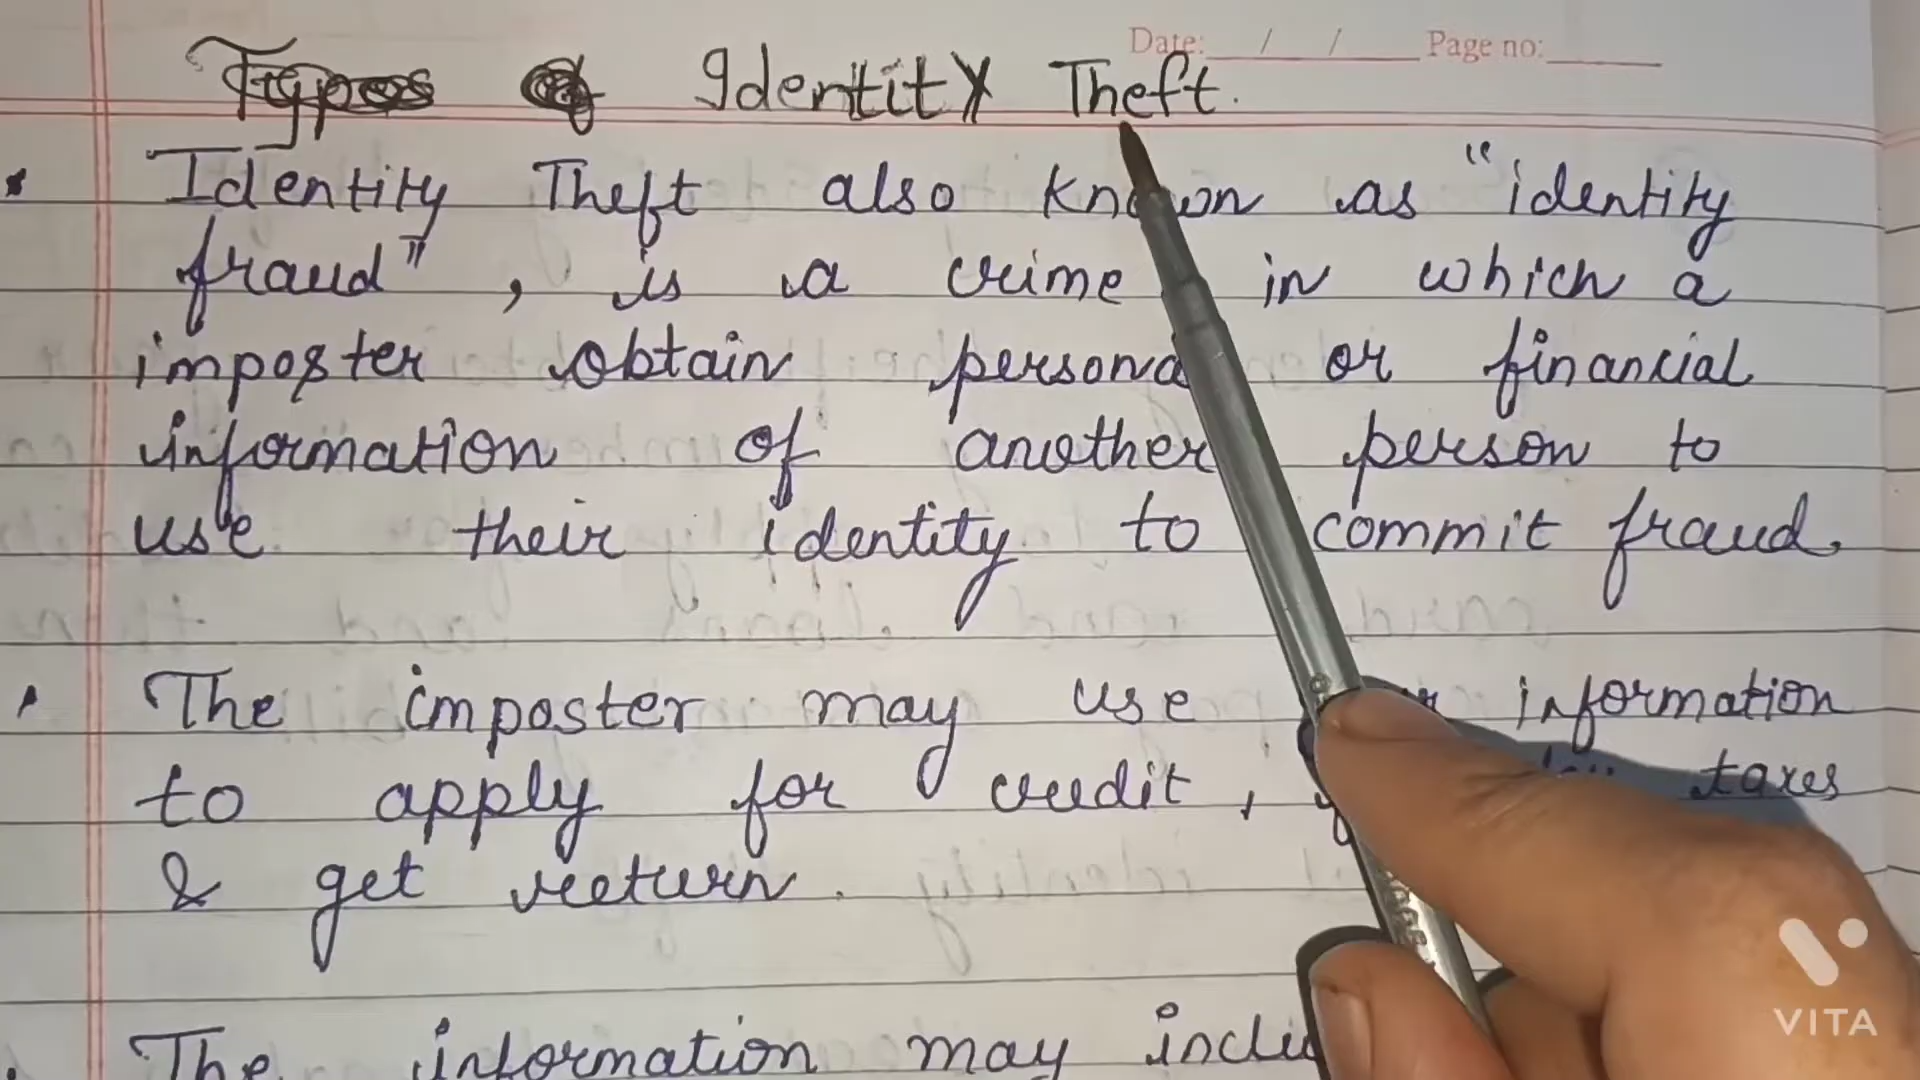 Date: / / Page no:
Identity Theft.
Identity Theft also known as "identity
fraud", is a crime in which a
imposter obtain persona or financial
information of another person to
use their identity to commit fraud.
The imposter may use information
to apply for credit, taxes
& get return.
The information may inclu
VITA